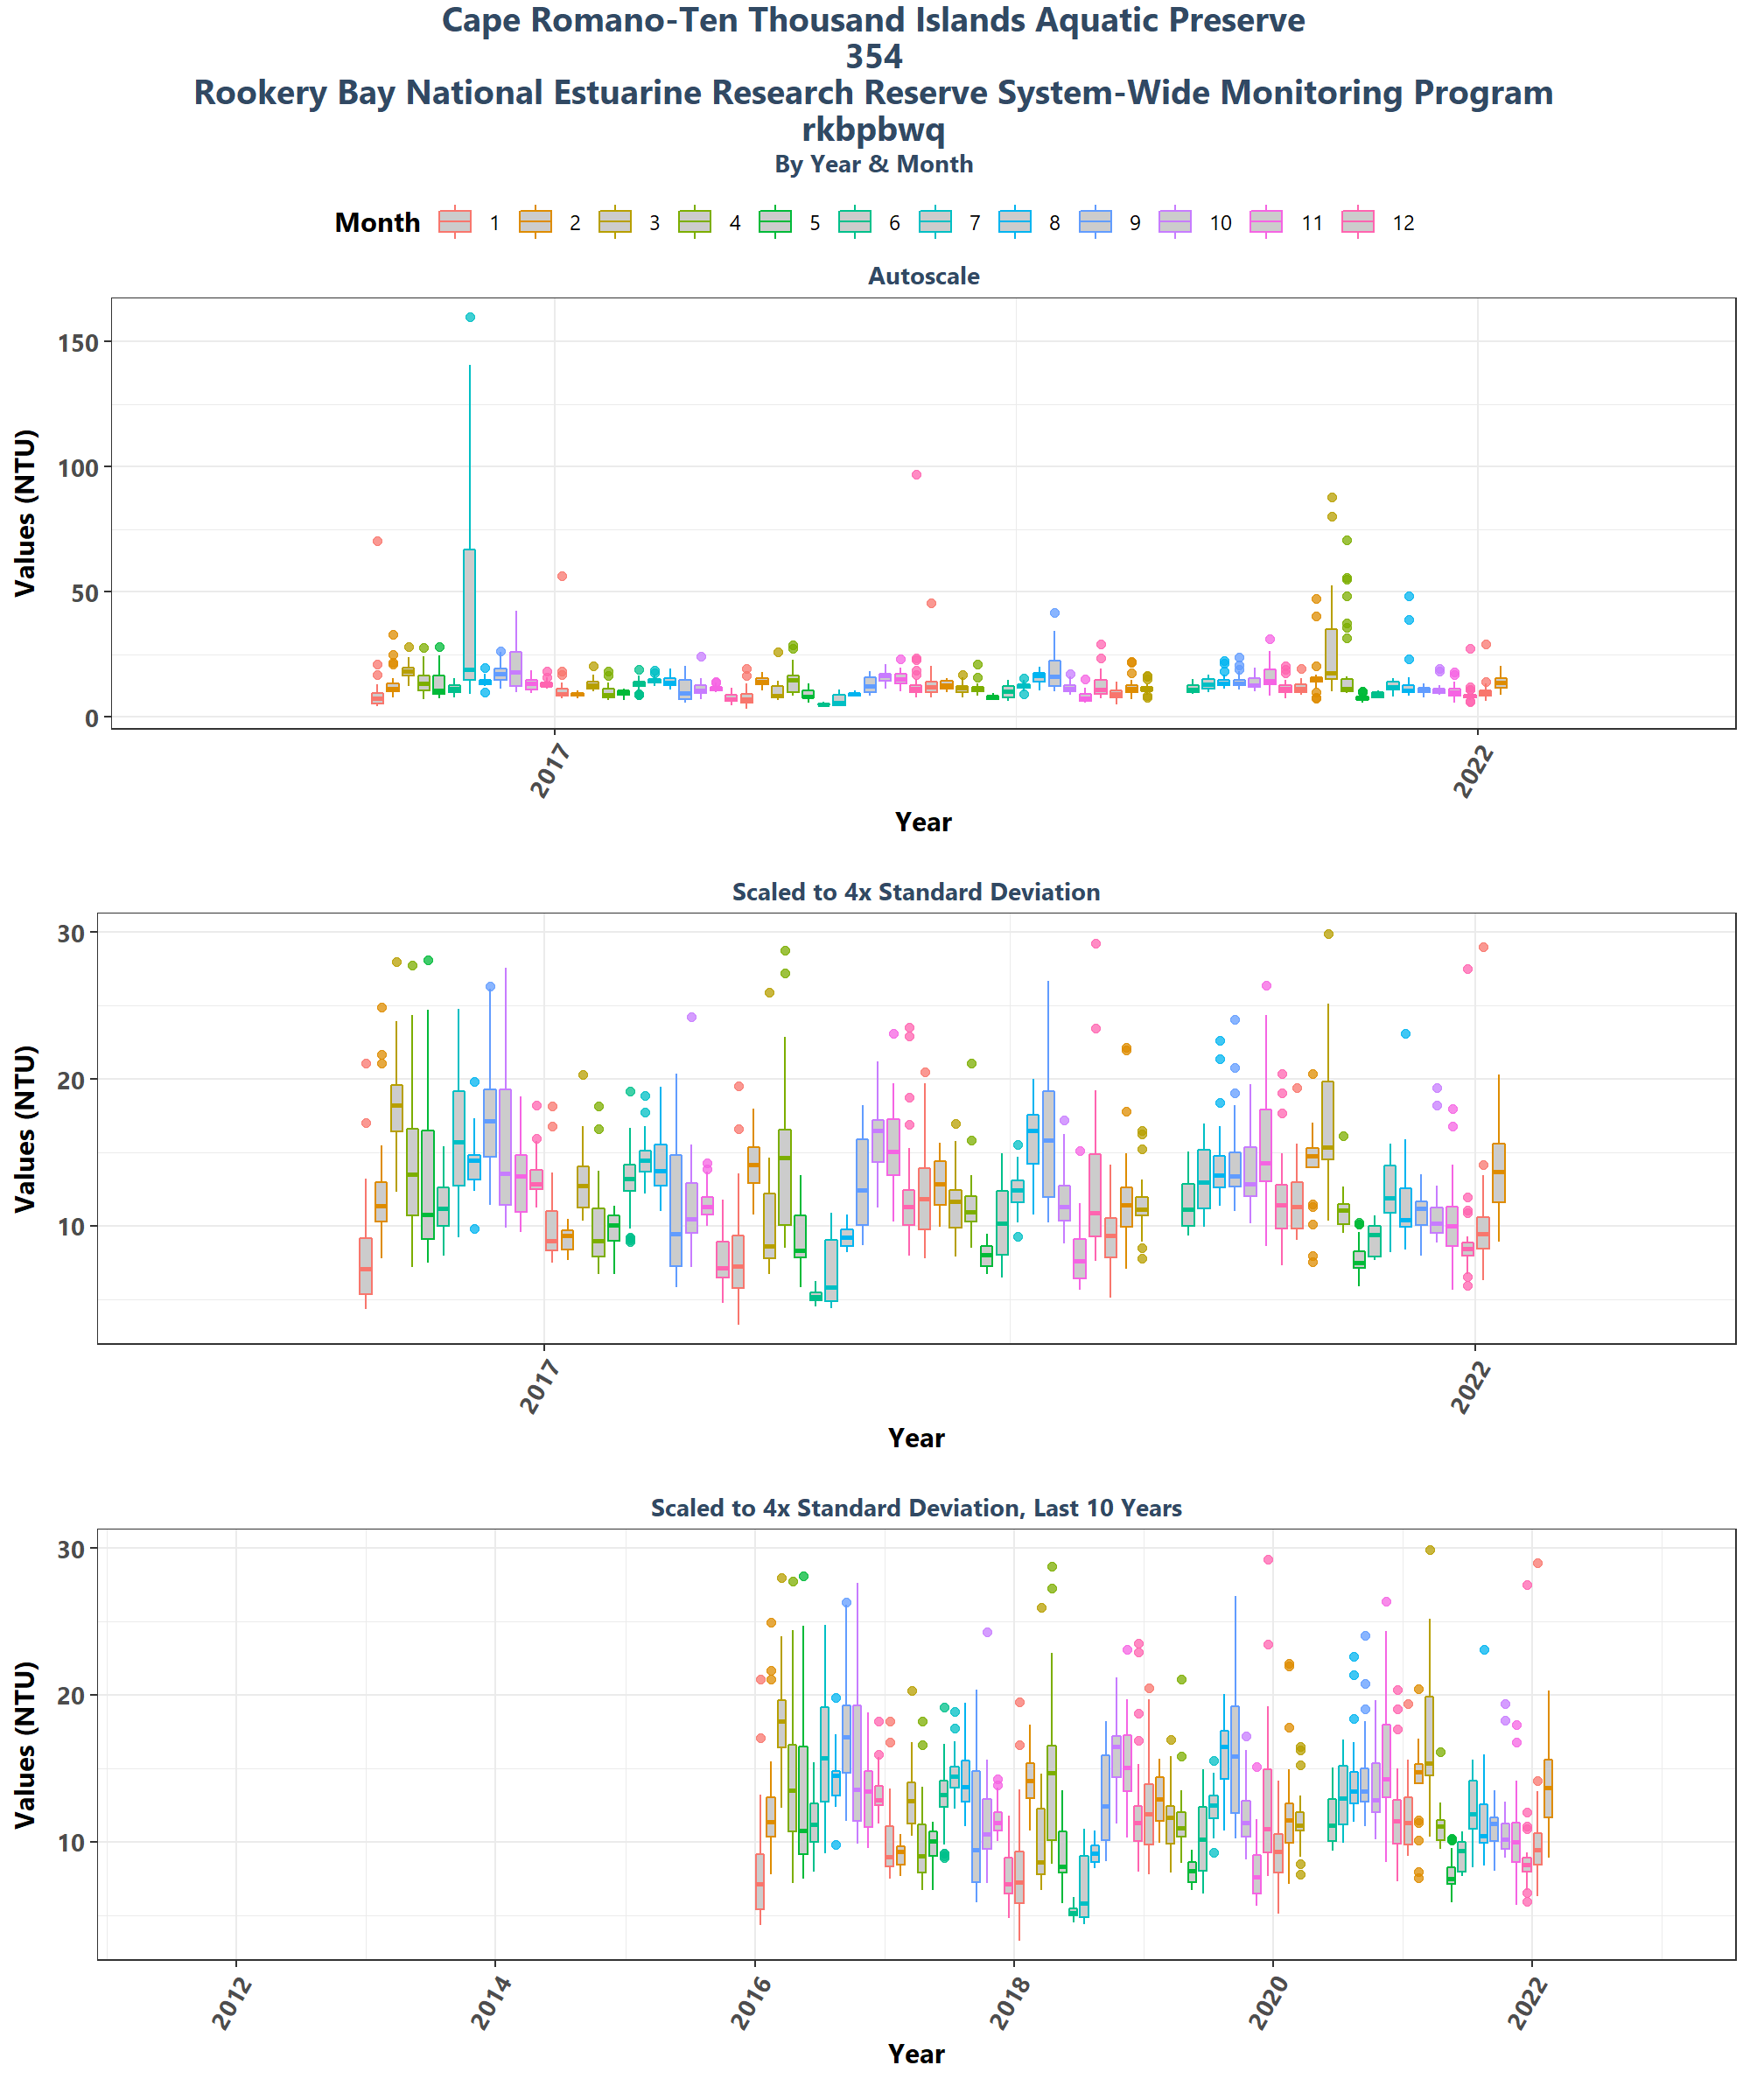 Cape Romano-Ten Thousand Islands Aquatic Preserve
354
Rookery Bay National Estuarine Research Reserve System-Wide Monitoring Program
rkbpbwq
By Year & Month
Month 1 2 3 4 5 6 7 8 9 10 11 12
Autoscale
Values (NTU)
150
100
50
0
2017 2022
Year
Scaled to 4x Standard Deviation
Values (NTU)
30
20
10
2017 2022
Year
Scaled to 4x Standard Deviation, Last 10 Years
Values (NTU)
30
20
10
2012 2014 2016 2018 2020 2022
Year